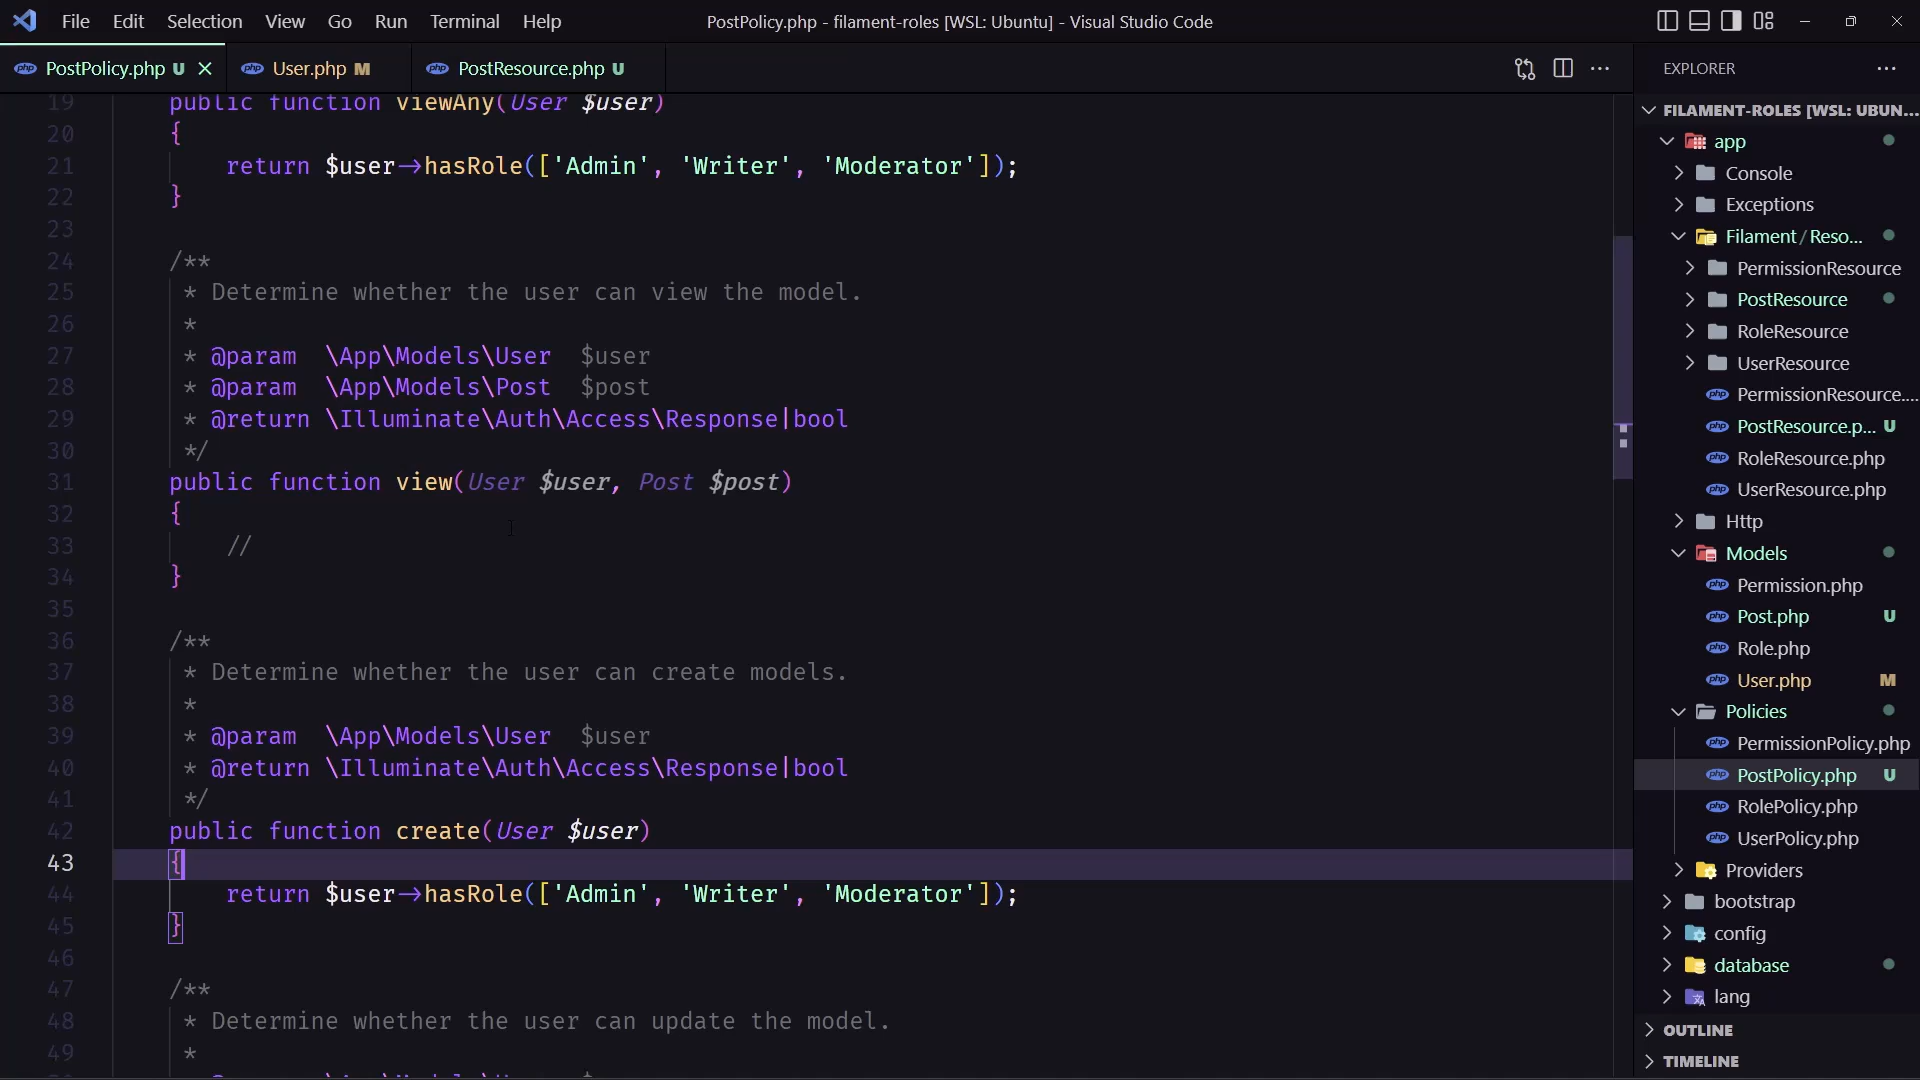 File Edit Selection View Go Run Terminal Help
PostPolicy.php - filament-roles [WSL: Ubuntu] - Visual Studio Code
PostPolicy.php U
User.php M
PostResource.php U
19 public function viewAny(User $user)
20 {
21 return $user->hasRole(['Admin', 'Writer', 'Moderator']);
22 }
23
24 /**
25 * Determine whether the user can view the model.
26 *
27 * @param \App\Models\User $user
28 * @param \App\Models\Post $post
29 * @return \Illuminate\Auth\Access\Response|bool
30 */
31 public function view(User $user, Post $post)
32 {
33 //
34 }
35
36 /**
37 * Determine whether the user can create models.
38 *
39 * @param \App\Models\User $user
40 * @return \Illuminate\Auth\Access\Response|bool
41 */
42 public function create(User $user)
43 {
44 return $user->hasRole(['Admin', 'Writer', 'Moderator']);
45 }
46
47 /**
48 * Determine whether the user can update the model.
49 *
EXPLORER
FILAMENT-ROLES [WSL: UBUN...
app
Console
Exceptions
Filament/Reso...
PermissionResource
PostResource
RoleResource
UserResource
PermissionResource....
PostResource.p... U
RoleResource.php
UserResource.php
Http
Models
Permission.php
Post.php U
Role.php
User.php M
Policies
PermissionPolicy.php
PostPolicy.php U
RolePolicy.php
UserPolicy.php
Providers
bootstrap
config
database
lang
OUTLINE
TIMELINE